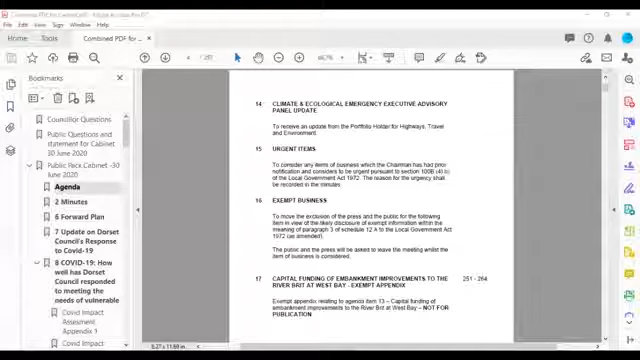 File Edit View Sign Window Help
Home Tools Combined PDF for... ×
/ 251
Bookmarks
Councillor Questions
Public Questions and
statement for Cabinet
30 June 2020
Public Pack Cabinet -30
June 2020
Agenda
2 Minutes
6 Forward Plan
7 Update on Dorset
Council's Response
to Covid-19
8 COVID-19: How
well has Dorset
Council responded
to meeting the
needs of vulnerable
Covid Impact
Assesment
Appendix 1
Covid Impact
14 CLIMATE & ECOLOGICAL EMERGENCY EXECUTIVE ADVISORY
PANEL UPDATE
To receive an update from the Portfolio Holder for Highways, Travel
and Environment.
15 URGENT ITEMS
To consider any items of business which the Chairman has had prior
notification and considers to be urgent pursuant to section 100B (4) b)
of the Local Government Act 1972. The reason for the urgency shall
be recorded in the minutes.
16 EXEMPT BUSINESS
To move the exclusion of the press and the public for the following
item in view of the likely disclosure of exempt information within the
meaning of paragraph 3 of schedule 12 A to the Local Government Act
1972 (as amended).
The public and the press will be asked to leave the meeting whilst the
item of business is considered.
17 CAPITAL FUNDING OF EMBANKMENT IMPROVEMENTS TO THE 251 - 264
RIVER BRIT AT WEST BAY - EXEMPT APPENDIX
Exempt appendix relating to agenda item 13 – Capital funding of
embankment improvements to the River Brit at West Bay – NOT FOR
PUBLICATION
8.27 x 11.69 in